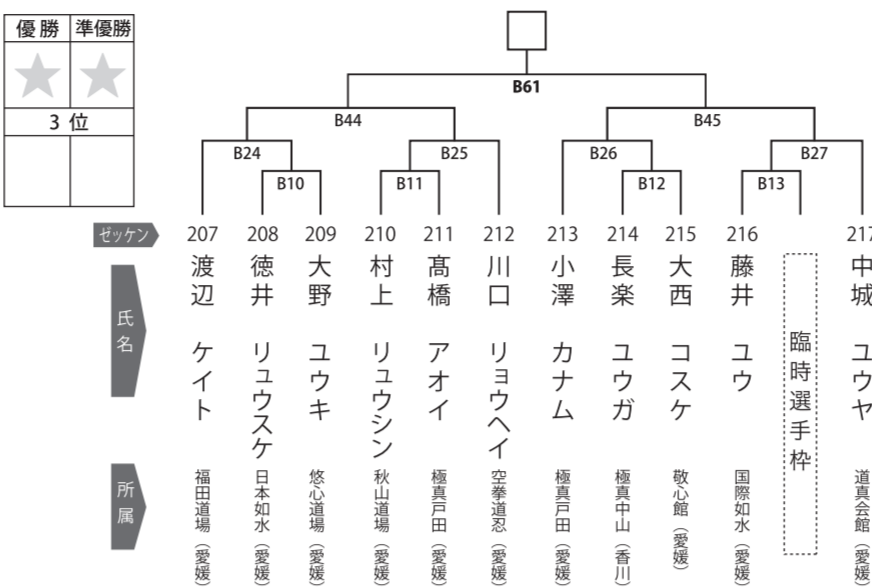 優勝 準優勝
3 位
B61
B44 B45
B24 B25 B26 B27
B10 B11 B12 B13
ゼッケン 207 208 209 210 211 212 213 214 215 216 217
氏名
渡辺 ケイト
徳井 リュウスケ
大野 ユウキ
村上 リュウシン
髙橋 アオイ
川口 リョウヘイ
小澤 カナム
長楽 ユウガ
大西 コスケ
藤井 ユウ
臨時選手枠
中城 ユウヤ
所属
福田道場（愛媛）
日本如水（愛媛）
悠心道場（愛媛）
秋山道場（愛媛）
極真戸田（愛媛）
空拳道忍（愛媛）
極真戸田（愛媛）
極真中山（香川）
敬心館（愛媛）
国際如水（愛媛）
道真会館（愛媛）